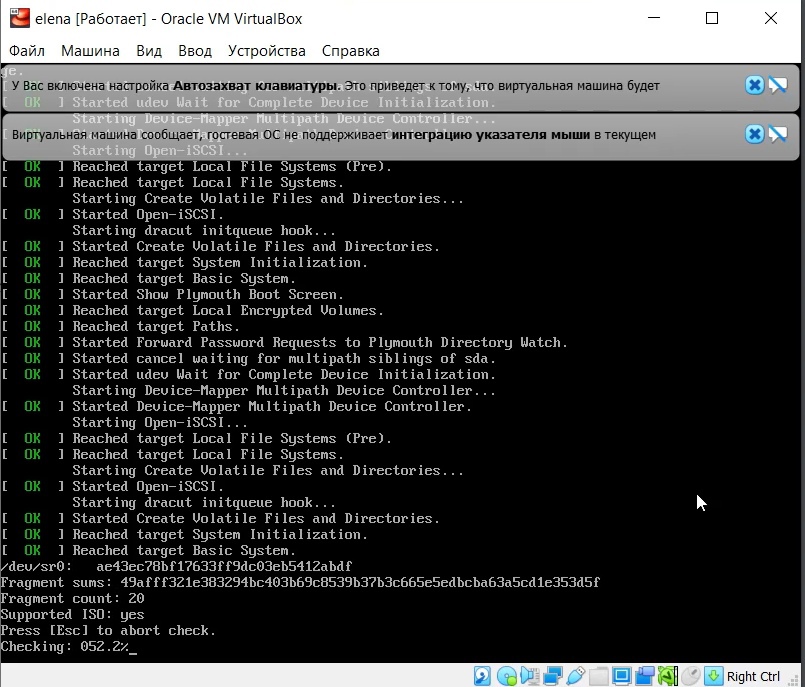 elena [Работает] - Oracle VM VirtualBox
Файл Машина Вид Ввод Устройства Справка
ge.
У Вас включена настройка Автозахват клавиатуры. Это приведет к тому, что виртуальная машина будет
[ OK ] Started udev Wait for Complete Device Initialization.
Starting Device-Mapper Multipath Device Controller...
Виртуальная машина сообщает, гостевая ОС не поддерживает интеграцию указателя мыши в текущем
Starting Open-iSCSI...
[ OK ] Reached target Local File Systems (Pre).
[ OK ] Reached target Local File Systems.
Starting Create Volatile Files and Directories...
[ OK ] Started Open-iSCSI.
Starting dracut initqueue hook...
[ OK ] Started Create Volatile Files and Directories.
[ OK ] Reached target System Initialization.
[ OK ] Reached target Basic System.
[ OK ] Started Show Plymouth Boot Screen.
[ OK ] Reached target Local Encrypted Volumes.
[ OK ] Reached target Paths.
[ OK ] Started Forward Password Requests to Plymouth Directory Watch.
[ OK ] Started cancel waiting for multipath siblings of sda.
[ OK ] Started udev Wait for Complete Device Initialization.
Starting Device-Mapper Multipath Device Controller...
[ OK ] Started Device-Mapper Multipath Device Controller.
Starting Open-iSCSI...
[ OK ] Reached target Local File Systems (Pre).
[ OK ] Reached target Local File Systems.
Starting Create Volatile Files and Directories...
[ OK ] Started Open-iSCSI.
Starting dracut initqueue hook...
[ OK ] Started Create Volatile Files and Directories.
[ OK ] Reached target System Initialization.
[ OK ] Reached target Basic System.
/dev/sr0: ae43ec78bf17633ff9dc03eb5412abdf
Fragment sums: 49afff321e383294bc403b69c8539b37b3c665e5edbcba63a5cd1e353d5f
Fragment count: 20
Supported ISO: yes
Press [Esc] to abort check.
Checking: 052.2%_
Right Ctrl